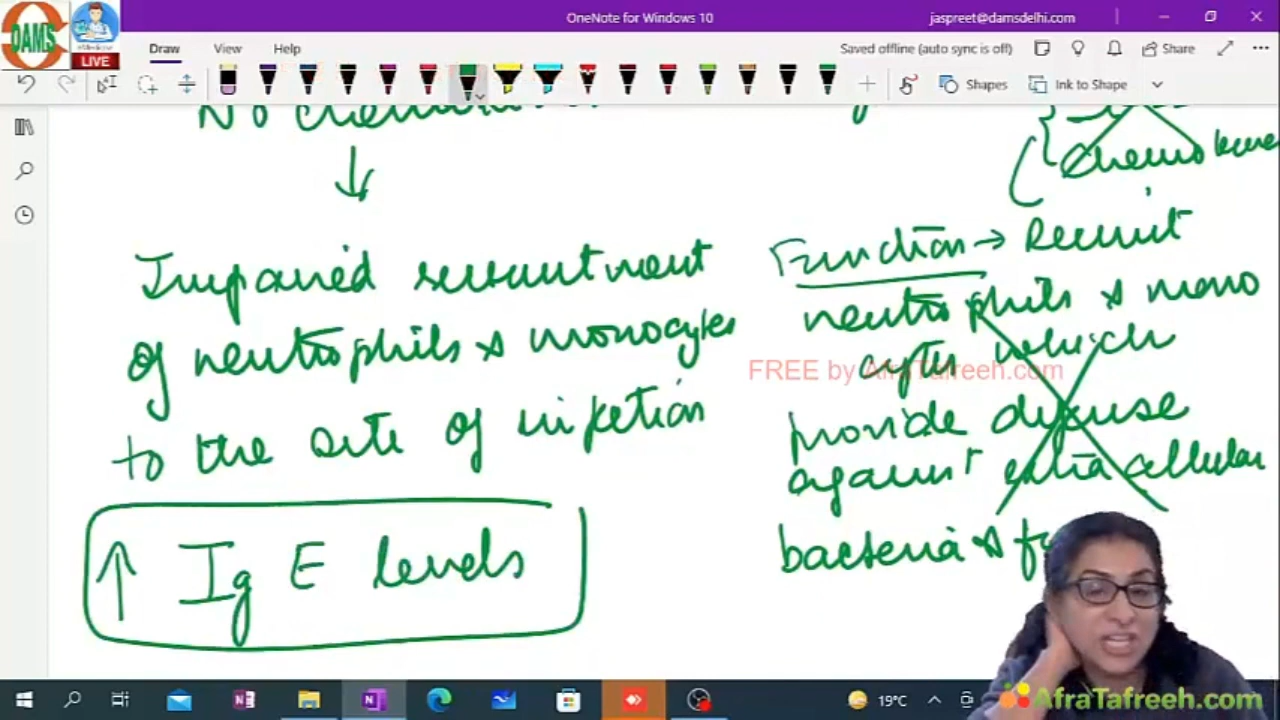 DAMS
eMedicoz
LIVE
OneNote for Windows 10
jaspreet@damsdelhi.com
Draw
View
Help
Saved offline (auto sync is off)
Share
Shapes
Ink to Shape
No
Impaired recruitment
of neutrophils & monocytes
to the site of infection
↑ Ig E levels
Function → Recruit
neutrophils & mono
cytes which
provide defense
against extra cellular
bacteria &
FREE by AfraTafreeh.com
19°C
AfraTafreeh.com